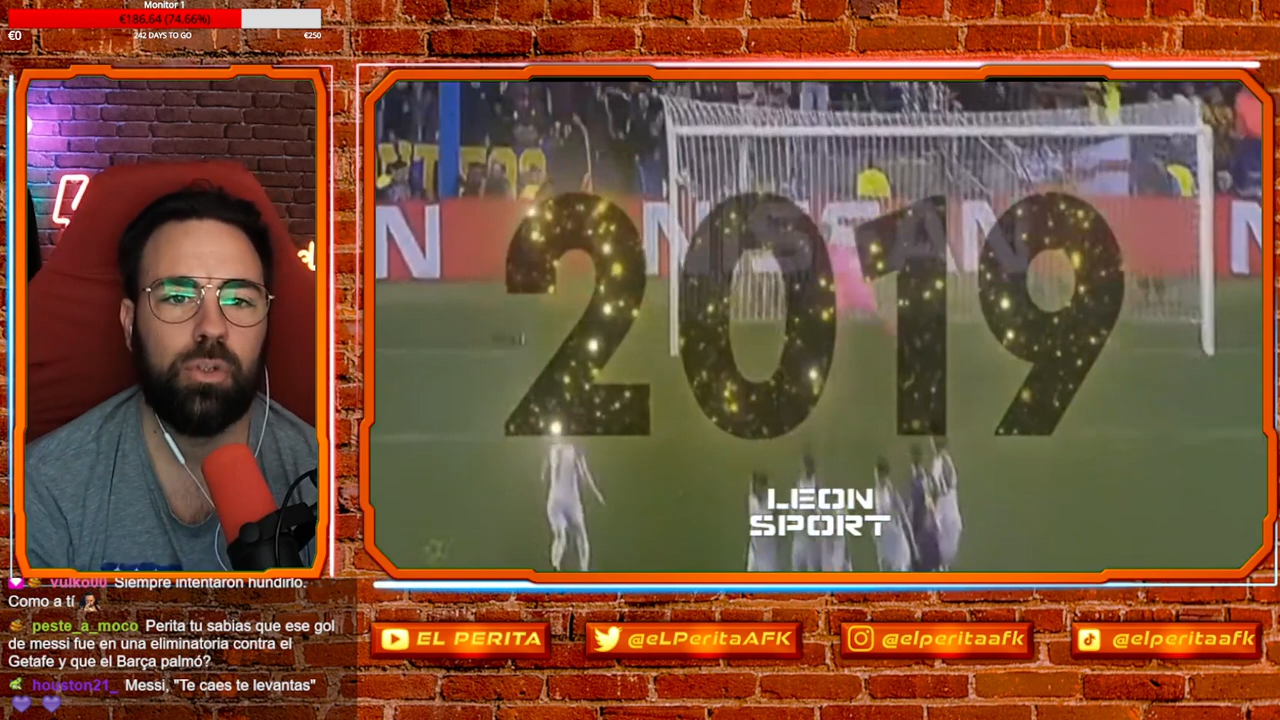 Monitor 1
€186.64 (74.66%)
€0
242 DAYS TO GO
€250
N
NISSAN
N
2019
LEON
SPORT
yulko00 Siempre intentaron hundirlo.
Como a tí
peste_a_moco Perita tu sabias que ese gol
de messi fue en una eliminatoria contra el
Getafe y que el Barça palmó?
houston21_ Messi, "Te caes te levantas"
EL PERITA
@eLPeritaAFK
@elperitaafk
@elperitaafk